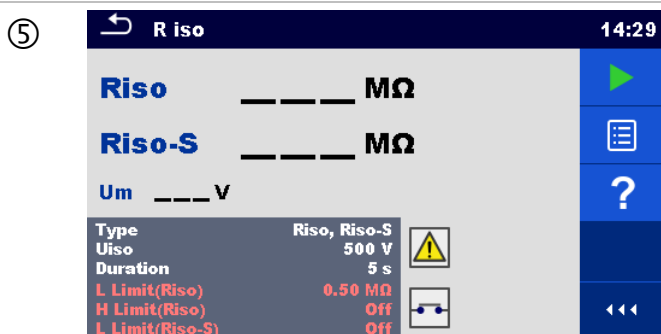 ⑤
R iso 14:29
Riso ___ MΩ
Riso-S ___ MΩ
Um ___ V
Type Riso, Riso-S
Uiso 500 V
Duration 5 s
L Limit(Riso) 0.50 MΩ
H Limit(Riso) Off
L Limit(Riso-S) Off
?